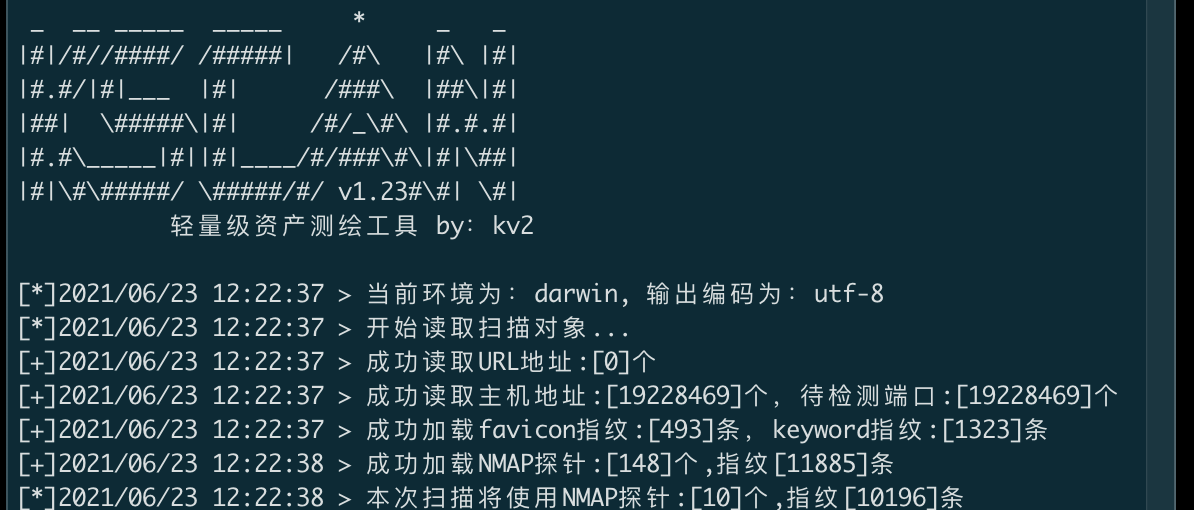 _  __ _____  _____     *     _   _
|#|/#//####/ /#####|   /#\   |#\ |#|
|#.#/|#|___  |#|      /###\  |##\|#|
|##|  \#####\|#|     /#/_\#\ |#.#.#|
|#.#\_____|#||#|____/#/###\#\|#|\##|
|#|\#\#####/ \#####/#/ v1.23#\#| \#|
轻量级资产测绘工具 by: kv2
[*]2021/06/23 12:22:37 > 当前环境为：darwin, 输出编码为：utf-8
[*]2021/06/23 12:22:37 > 开始读取扫描对象...
[+]2021/06/23 12:22:37 > 成功读取URL地址:[0]个
[+]2021/06/23 12:22:37 > 成功读取主机地址:[19228469]个，待检测端口:[19228469]个
[+]2021/06/23 12:22:37 > 成功加载favicon指纹:[493]条，keyword指纹:[1323]条
[+]2021/06/23 12:22:38 > 成功加载NMAP探针:[148]个,指纹[11885]条
[*]2021/06/23 12:22:38 > 本次扫描将使用NMAP探针:[10]个,指纹[10196]条